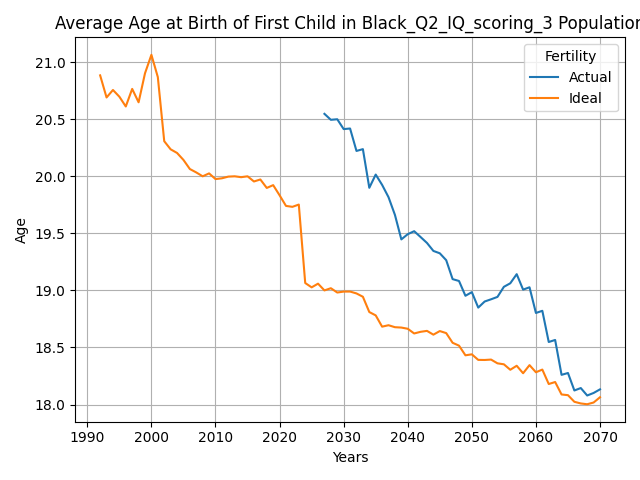 Average Age at Birth of First Child in Black_Q2_IQ_scoring_3 Population
Fertility
Actual
Ideal
Age
21.0
20.5
20.0
19.5
19.0
18.5
18.0
1990 2000 2010 2020 2030 2040 2050 2060 2070
Years